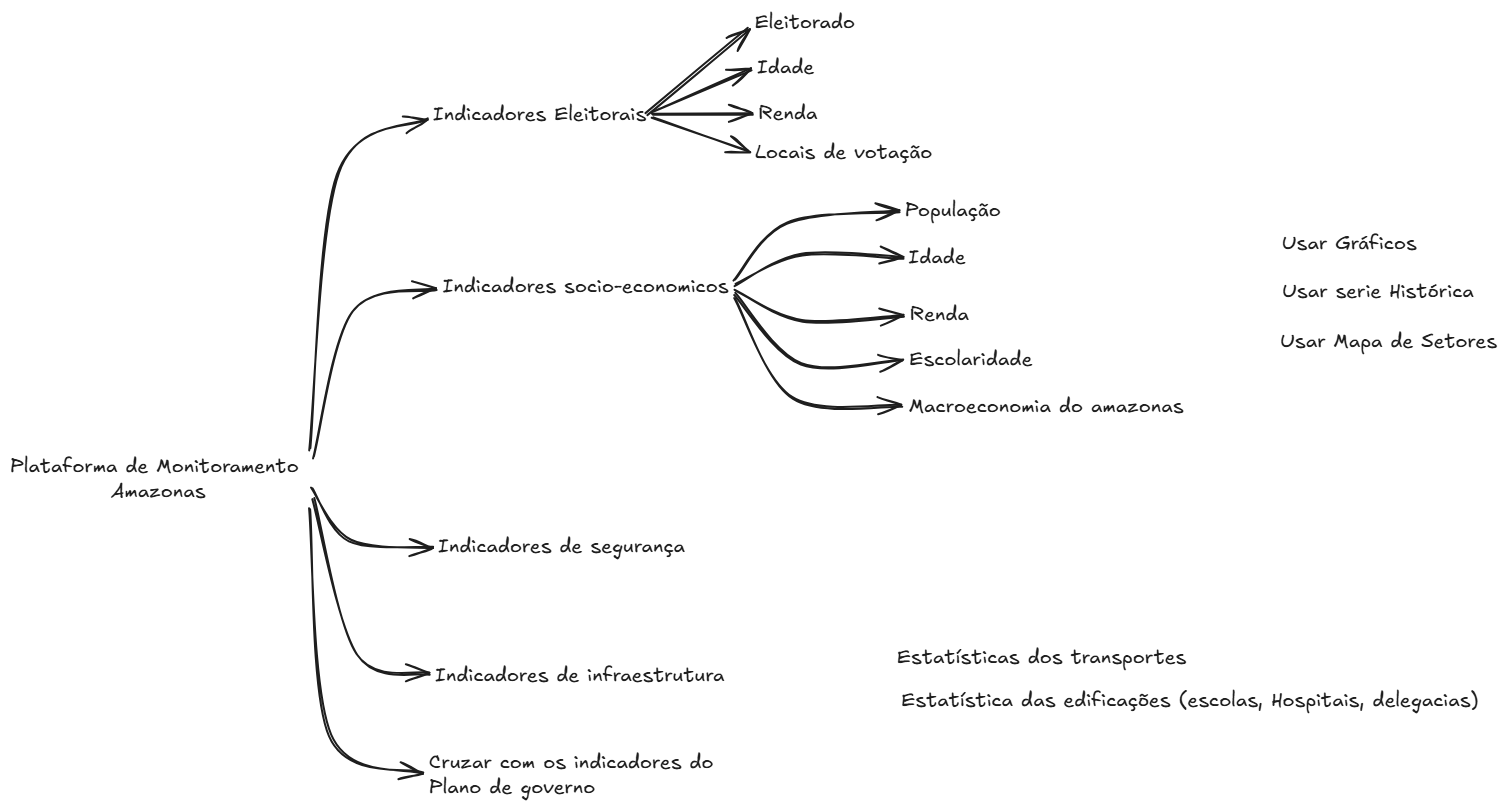 Eleitorado
Idade
Indicadores Eleitorais
Renda
Locais de votação
População
Usar Gráficos
Idade
Indicadores socio-economicos
Usar serie Histórica
Renda
Usar Mapa de Setores
Escolaridade
Macroeconomia do amazonas
Plataforma de Monitoramento
Amazonas
Indicadores de segurança
Estatísticas dos transportes
Indicadores de infraestrutura
Estatística das edificações (escolas, Hospitais, delegacias)
Cruzar com os indicadores do
Plano de governo